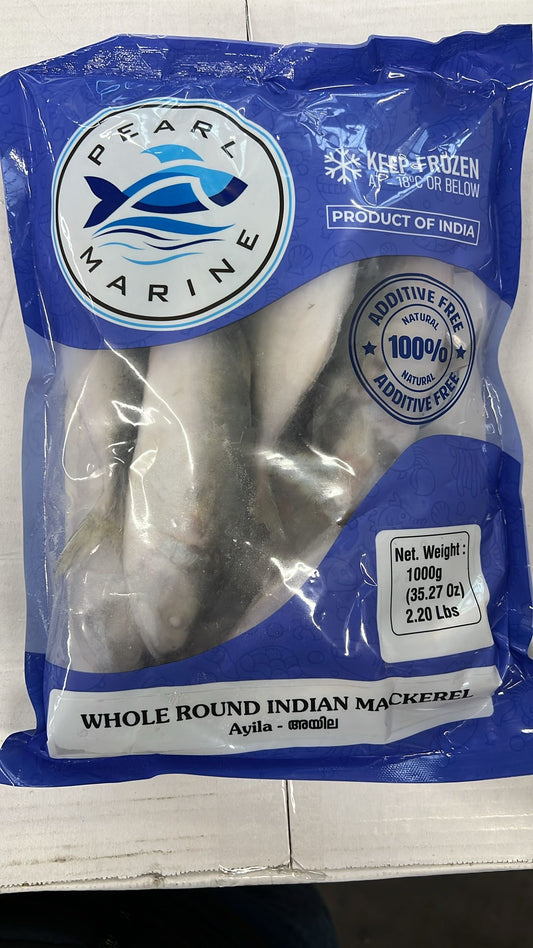 PEARL
MARINE
KEEP FROZEN
AT - 18°C OR BELOW
PRODUCT OF INDIA
ADDITIVE FREE
NATURAL
100%
NATURAL
ADDITIVE FREE
Net. Weight :
1000g
(35.27 Oz)
2.20 Lbs
WHOLE ROUND INDIAN MACKEREL
Ayila - അയില